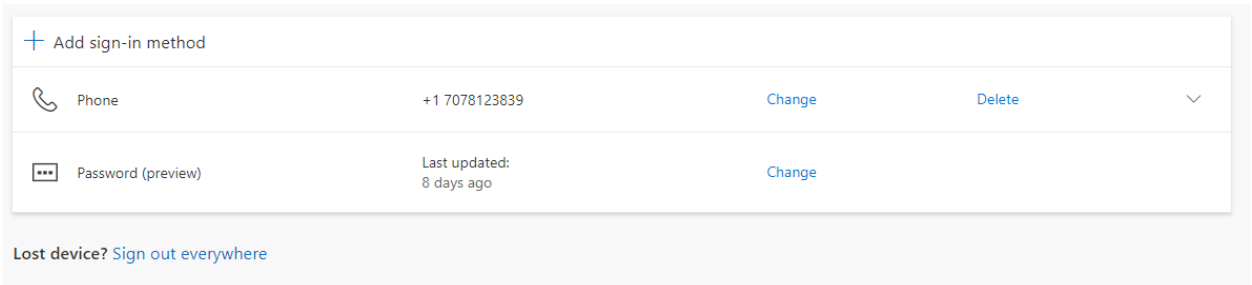 Add sign-in method
Phone +1 7078123839 Change Delete
Password (preview) Last updated: Change
8 days ago
Lost device? Sign out everywhere